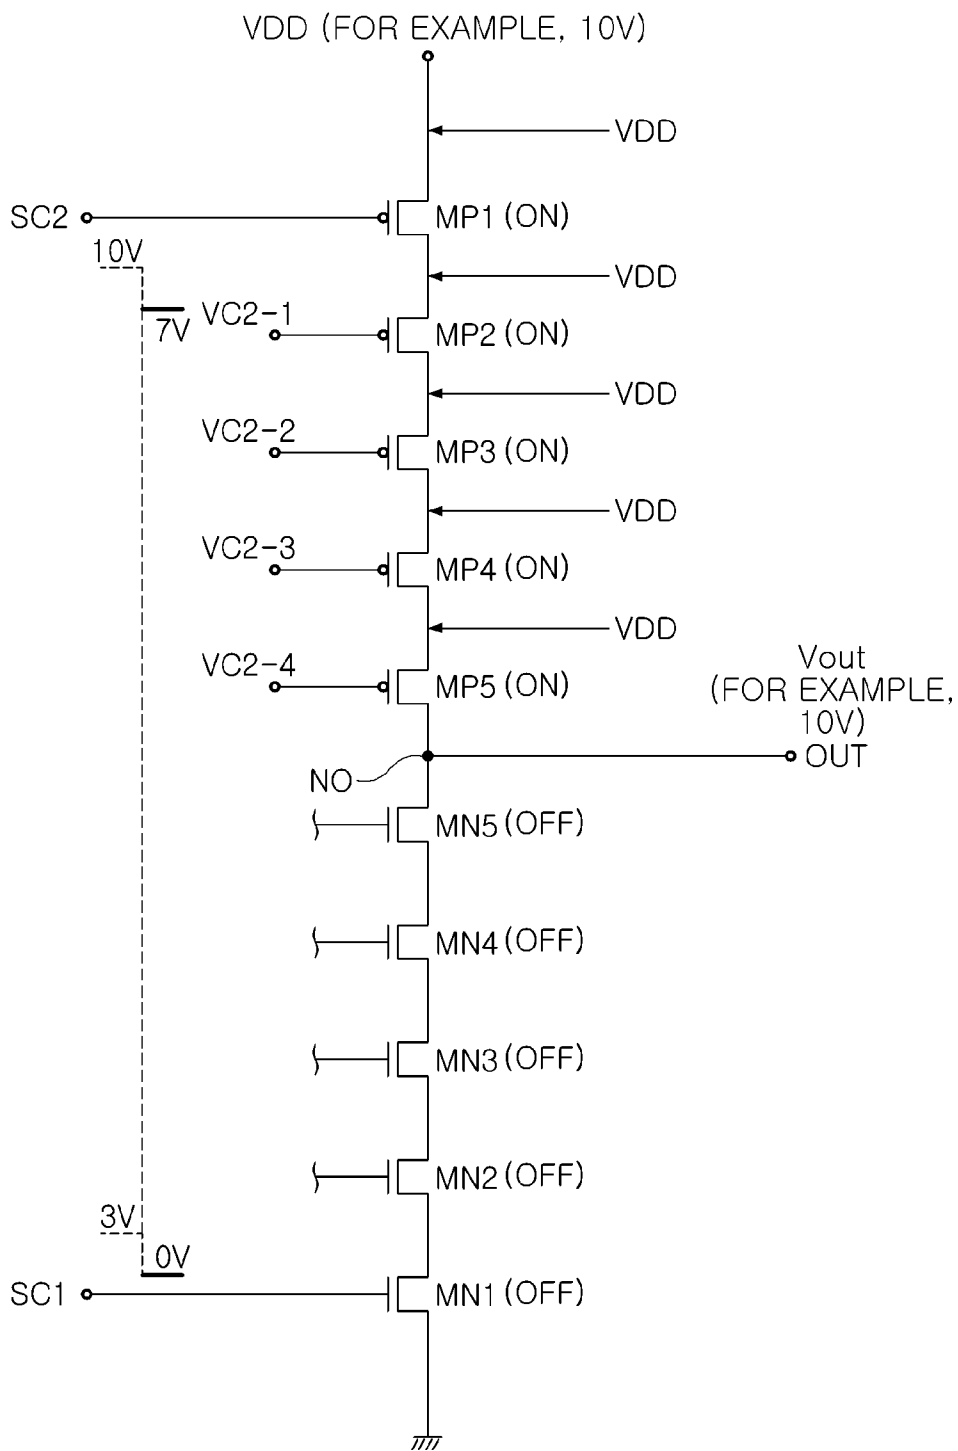 VDD (FOR EXAMPLE, 10V)
VDD
SC2
MP1 (ON)
10V
VDD
7V
VC2-1
MP2 (ON)
VDD
VC2-2
MP3 (ON)
VDD
VC2-3
MP4 (ON)
VDD
VC2-4
MP5 (ON)
Vout
(FOR EXAMPLE,
10V)
OUT
NO
MN5 (OFF)
MN4 (OFF)
MN3 (OFF)
MN2 (OFF)
3V
0V
SC1
MN1 (OFF)